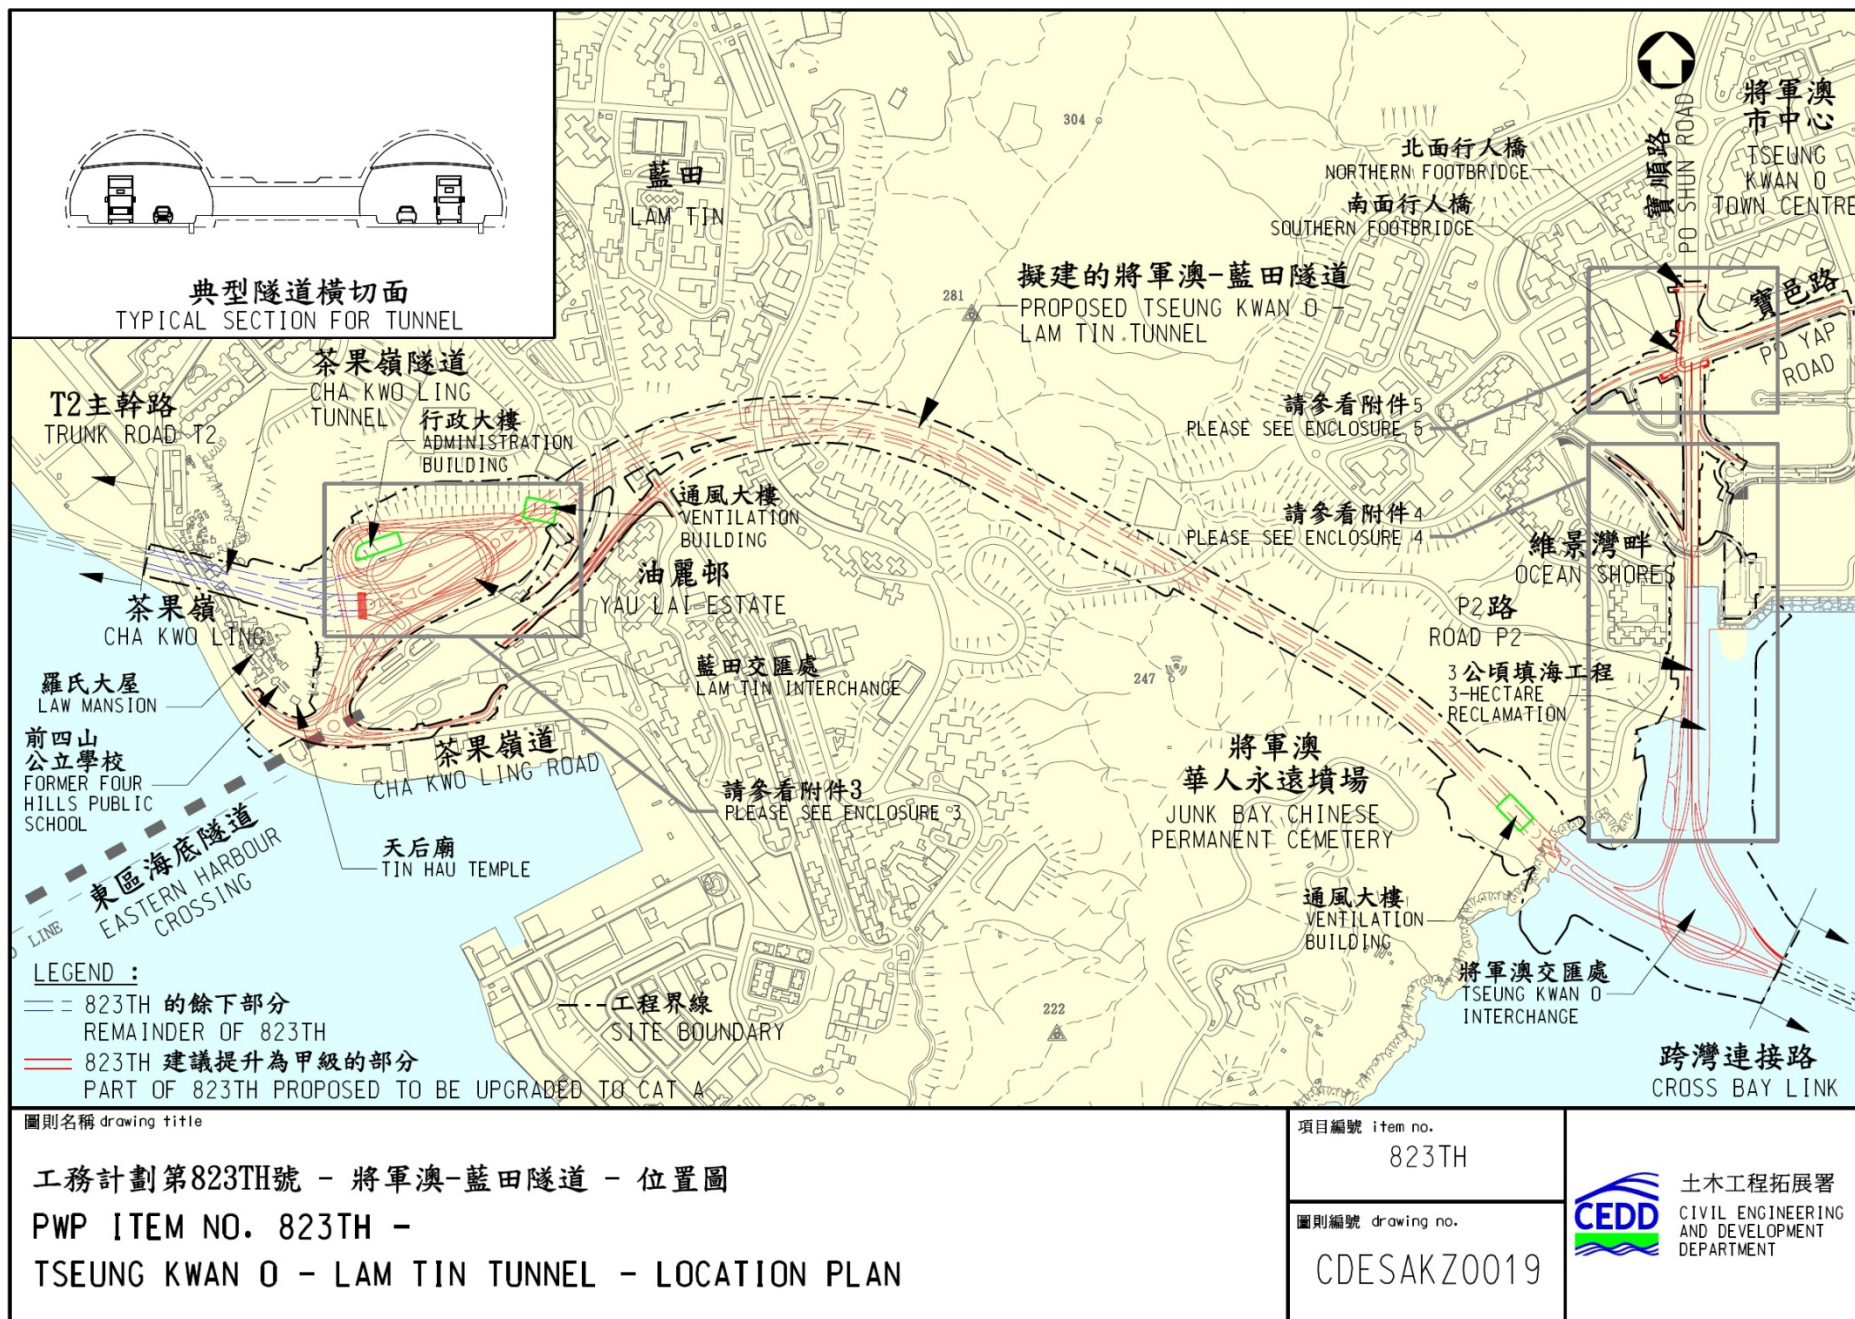 典型隧道橫切面
TYPICAL SECTION FOR TUNNEL
藍田
LAM TIN
304
281
247
222
擬建的將軍澳-藍田隧道
PROPOSED TSEUNG KWAN O -
LAM TIN TUNNEL
北面行人橋
NORTHERN FOOTBRIDGE
南面行人橋
SOUTHERN FOOTBRIDGE
寶順路
PO SHUN ROAD
將軍澳
市中心
TSEUNG
KWAN O
TOWN CENTRE
寶邑路
PO YAP
ROAD
請參看附件5
PLEASE SEE ENCLOSURE 5
請參看附件4
PLEASE SEE ENCLOSURE 4
維景灣畔
OCEAN SHORES
P2路
ROAD P2
3公頃填海工程
3-HECTARE
RECLAMATION
茶果嶺隧道
CHA KWO LING
TUNNEL
T2主幹路
TRUNK ROAD T2
行政大樓
ADMINISTRATION
BUILDING
通風大樓
VENTILATION
BUILDING
油麗邨
YAU LAI ESTATE
茶果嶺
CHA KWO LING
藍田交匯處
LAM TIN INTERCHANGE
羅氏大屋
LAW MANSION
前四山
公立學校
FORMER FOUR
HILLS PUBLIC
SCHOOL
茶果嶺道
CHA KWO LING ROAD
請參看附件3
PLEASE SEE ENCLOSURE 3
天后廟
TIN HAU TEMPLE
東區海底隧道
EASTERN HARBOUR
CROSSING
LINE
將軍澳
華人永遠墳場
JUNK BAY CHINESE
PERMANENT CEMETERY
通風大樓
VENTILATION
BUILDING
將軍澳交匯處
TSEUNG KWAN O
INTERCHANGE
跨灣連接路
CROSS BAY LINK
LEGEND :
823TH 的餘下部分
REMAINDER OF 823TH
823TH 建議提升為甲級的部分
PART OF 823TH PROPOSED TO BE UPGRADED TO CAT A
工程界線
SITE BOUNDARY
圖則名稱 drawing title
工務計劃第823TH號 - 將軍澳-藍田隧道 - 位置圖
PWP ITEM NO. 823TH -
TSEUNG KWAN O - LAM TIN TUNNEL - LOCATION PLAN
項目編號 item no.
823TH
圖則編號 drawing no.
CDESAKZ0019
CEDD
土木工程拓展署
CIVIL ENGINEERING
AND DEVELOPMENT
DEPARTMENT